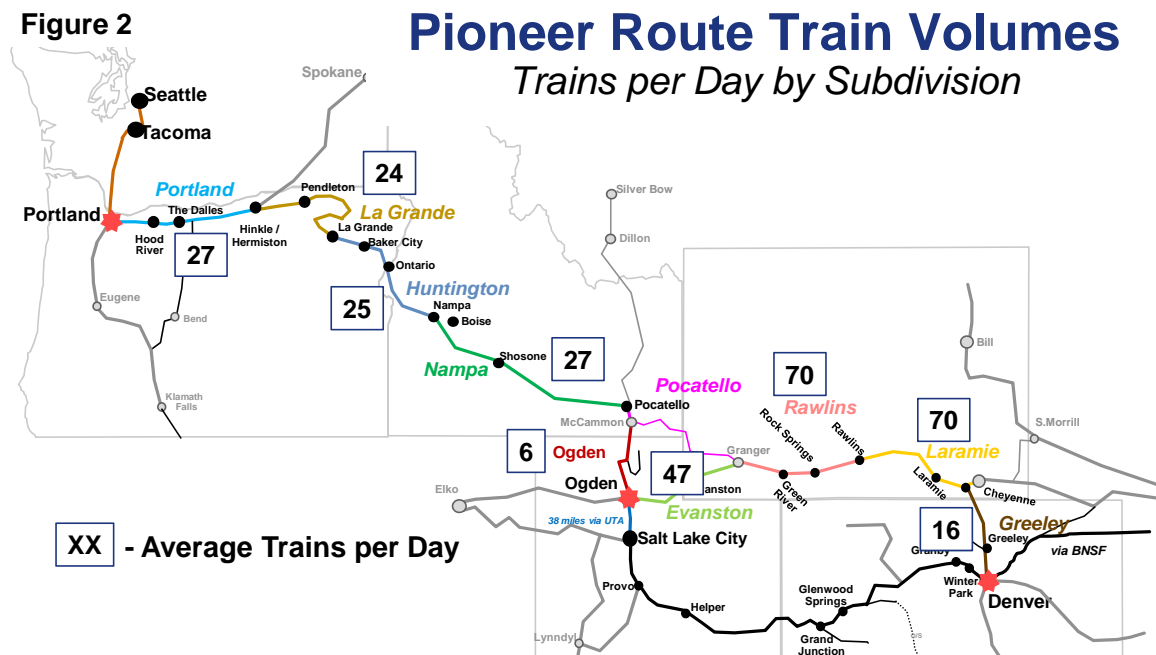 Figure 2
Pioneer Route Train Volumes
Trains per Day by Subdivision
Spokane
Seattle
Tacoma
24
Portland
Pendleton
Silver Bow
Portland
The Dalles
La Grande
Hood
River
Hinkle /
Hermiston
La Grande
Baker City
Dillon
27
Ontario
Huntington
Eugene
25
Nampa
Bend
Boise
Bill
Shosone
27
Nampa
70
Pocatello
Klamath
Falls
Pocatello
Rawlins
70
McCammon
Rock Springs
Rawlins
S.Morrill
6
Ogden
Granger
Laramie
47
Ogden
anston
Green
River
Laramie
Cheyenne
Elko
Evanston
38 miles via UTA
16
Greeley
XX - Average Trains per Day
Salt Lake City
Greeley
via BNSF
Provo
Winter
Park
Glenwood
Springs
Denver
Helper
Lynndyl
Grand
Junction
O/S